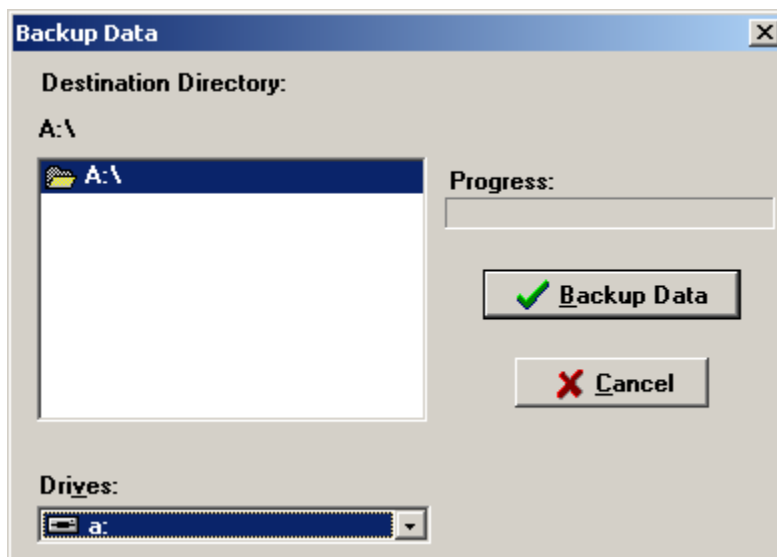 Backup Data
Destination Directory:
A:\
A:\
Progress:
Backup Data
Cancel
Drives:
a: